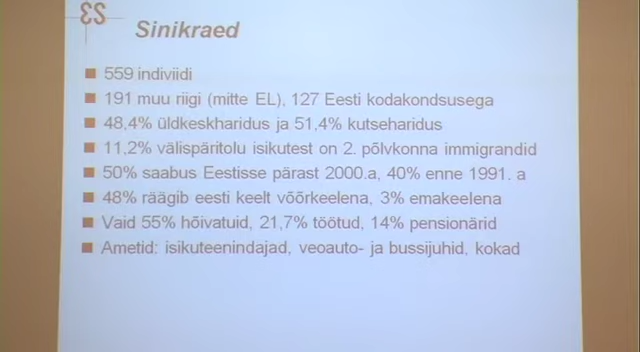 ES
Sinikraed
559 indiviidi
191 muu riigi (mitte EL), 127 Eesti kodakondsusega
48,4% üldkeskharidus ja 51,4% kutseharidus
11,2% välispäritolu isikutest on 2. põlvkonna immigrandid
50% saabus Eestisse pärast 2000.a, 40% enne 1991. a
48% räägib eesti keelt võõrkeelena, 3% emakeelena
Vaid 55% hõivatuid, 21,7% töötud, 14% pensionärid
Ametid: isikuteenindajad, veoauto- ja bussijuhid, kokad